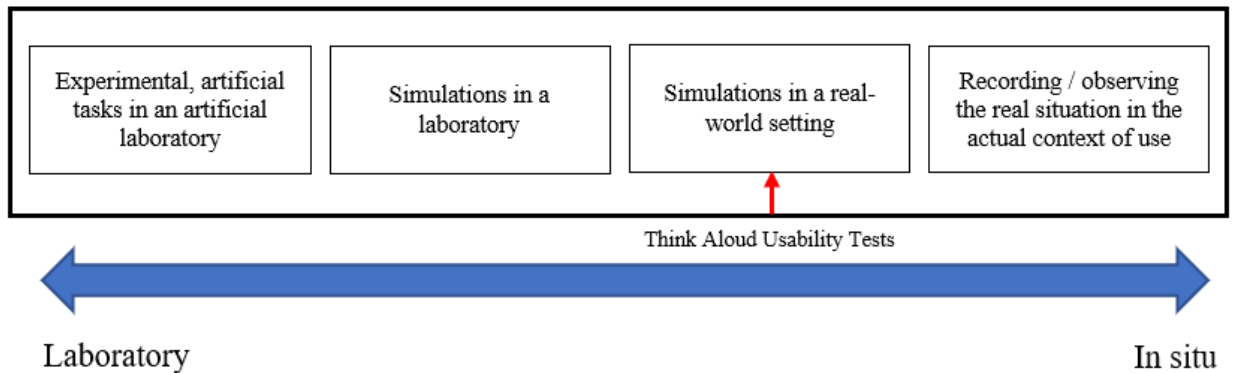 Experimental, artificial
tasks in an artificial
laboratory
Simulations in a
laboratory
Simulations in a real-
world setting
Recording / observing
the real situation in the
actual context of use
Think Aloud Usability Tests
Laboratory
In situ